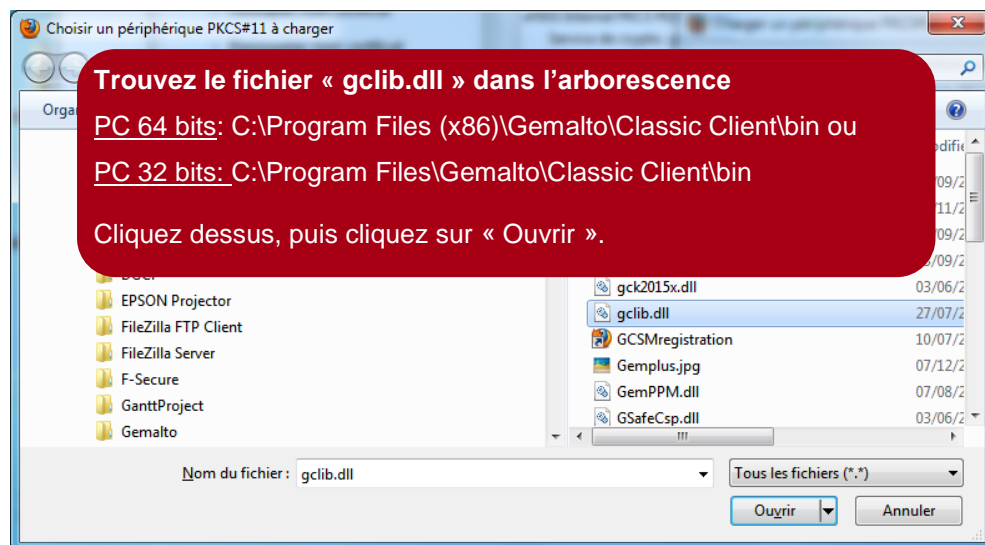 Choisir un périphérique PKCS#11 à charger
Trouvez le fichier « gclib.dll » dans l'arborescence
PC 64 bits: C:\Program Files (x86)\Gemalto\Classic Client\bin ou
PC 32 bits: C:\Program Files\Gemalto\Classic Client\bin
Cliquez dessus, puis cliquez sur « Ouvrir ».
EPSON Projector
FileZilla FTP Client
FileZilla Server
F-Secure
GanttProject
Gemalto
gck2015x.dll 03/06/2
gclib.dll 27/07/2
GCSMregistration 10/07/2
Gemplus.jpg 07/12/2
GemPPM.dll 07/08/2
GSafeCsp.dll 03/06/2
Nom du fichier : gclib.dll
Tous les fichiers (*.*)
Ouvrir
Annuler